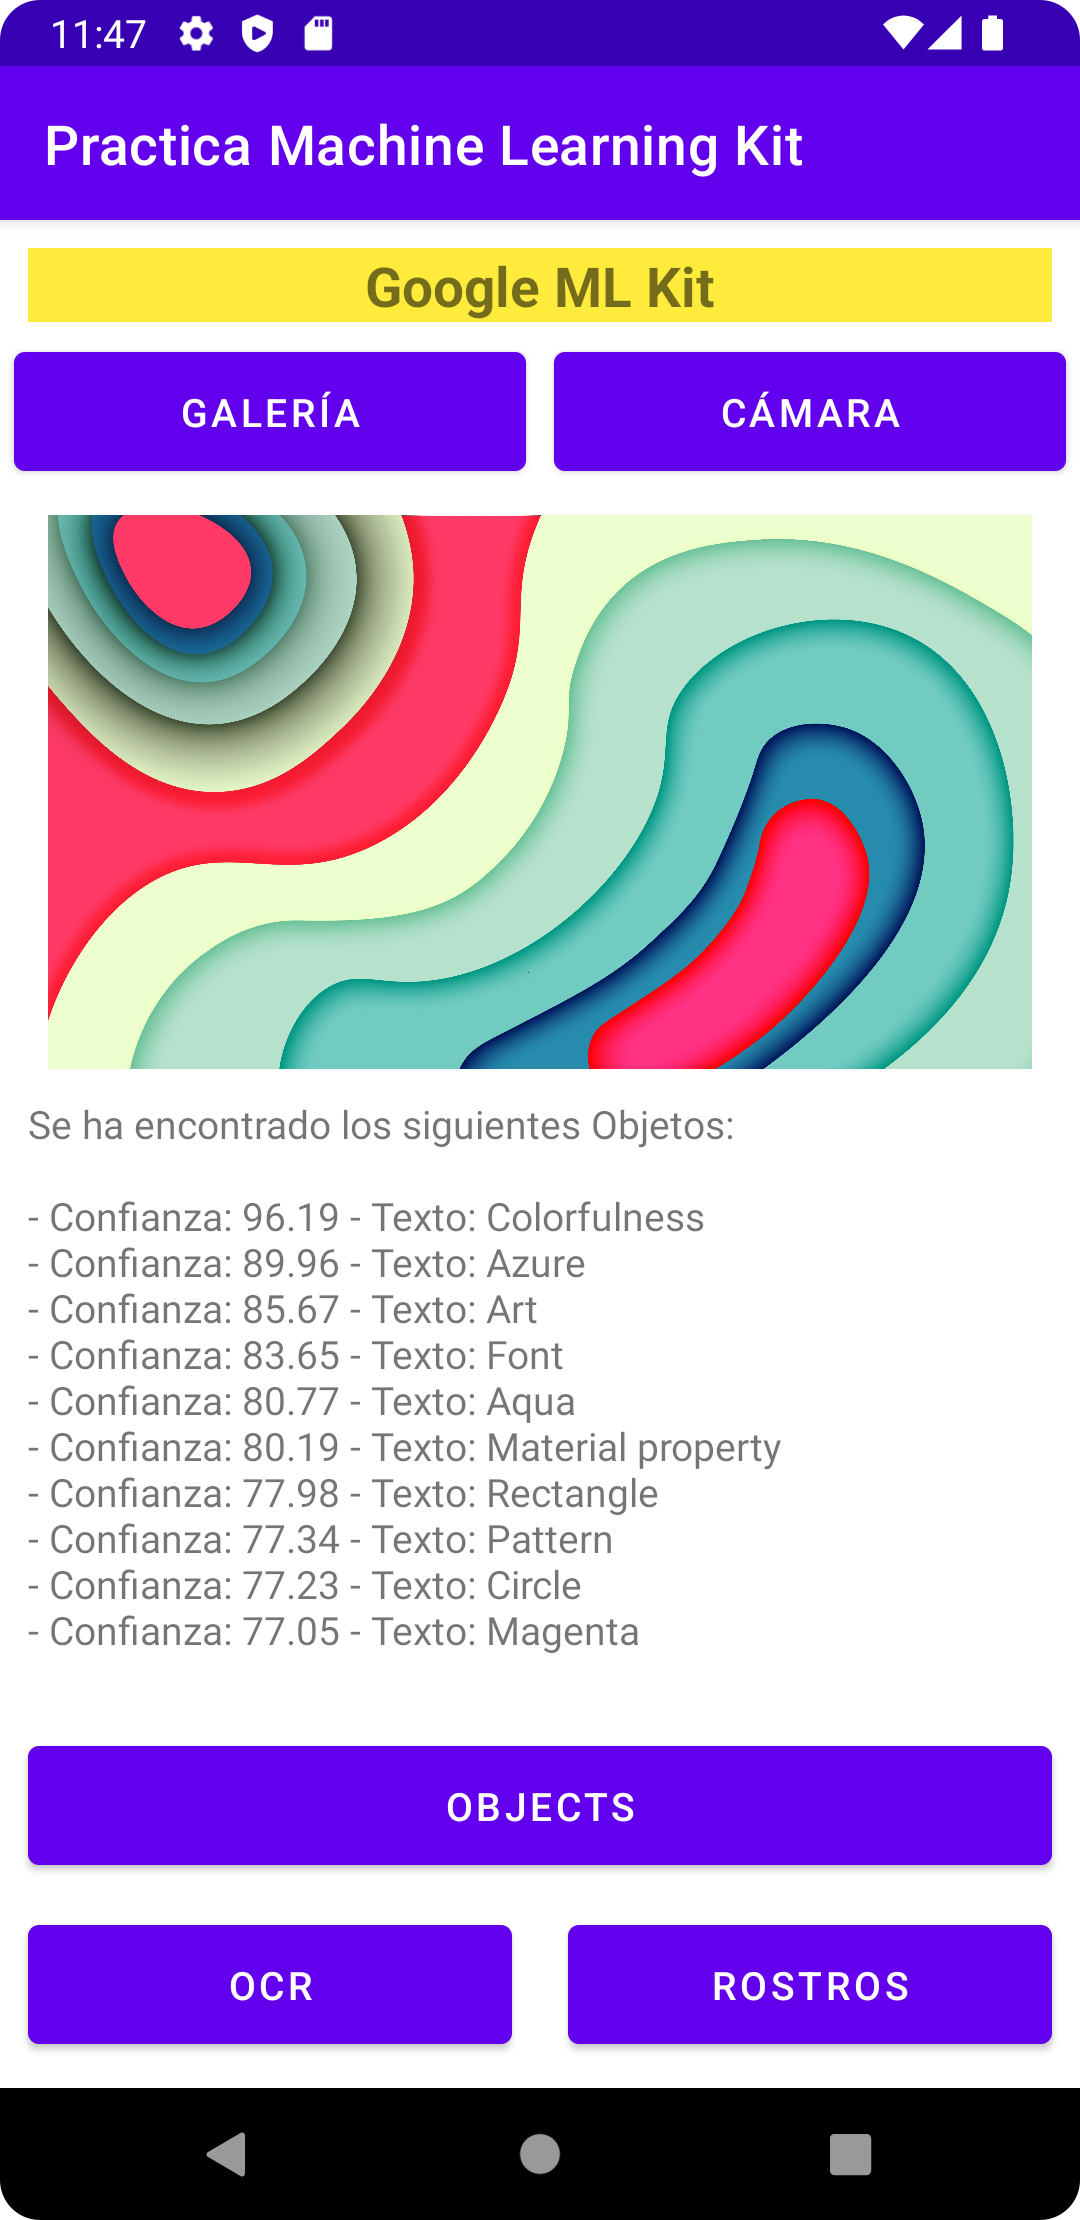 11:47
Practica Machine Learning Kit
Google ML Kit
GALERÍA
CÁMARA
Se ha encontrado los siguientes Objetos:
- Confianza: 96.19 - Texto: Colorfulness
- Confianza: 89.96 - Texto: Azure
- Confianza: 85.67 - Texto: Art
- Confianza: 83.65 - Texto: Font
- Confianza: 80.77 - Texto: Aqua
- Confianza: 80.19 - Texto: Material property
- Confianza: 77.98 - Texto: Rectangle
- Confianza: 77.34 - Texto: Pattern
- Confianza: 77.23 - Texto: Circle
- Confianza: 77.05 - Texto: Magenta
OBJECTS
OCR
ROSTROS